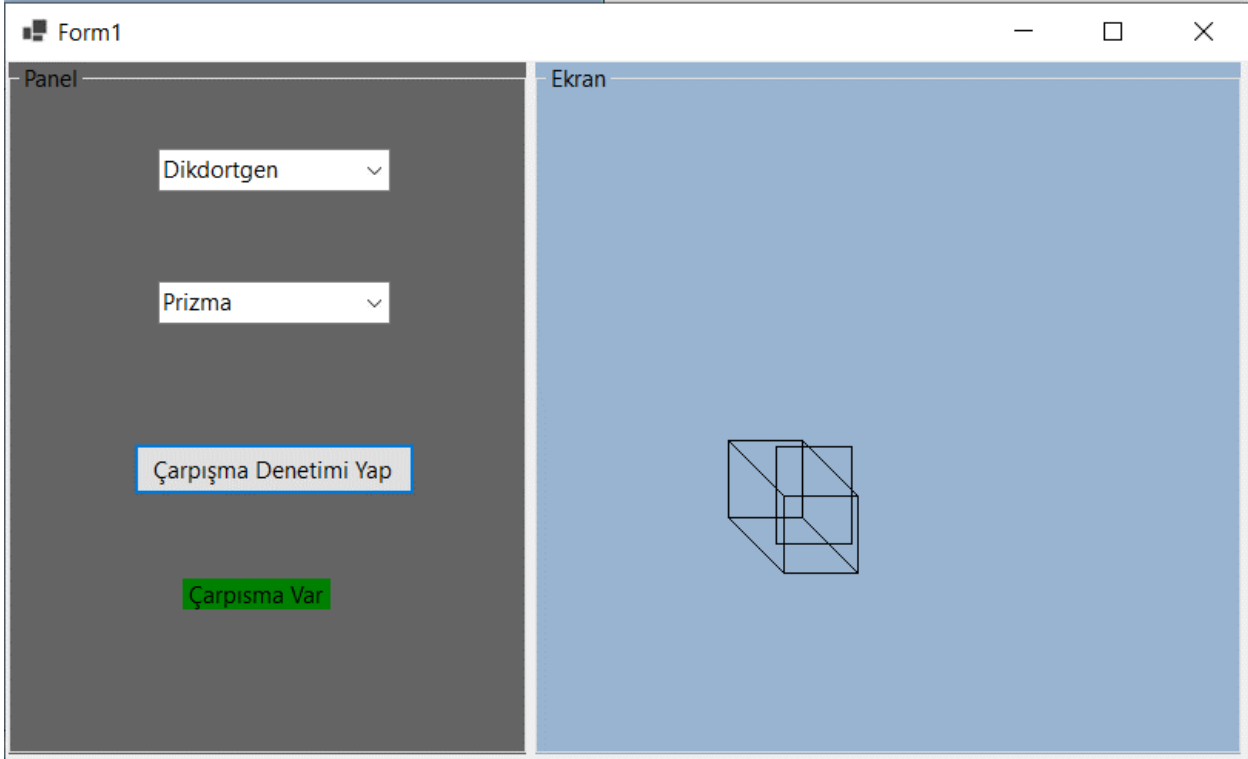 Form1
Panel
Dikdortgen
Prizma
Çarpışma Denetimi Yap
Çarpısma Var
Ekran